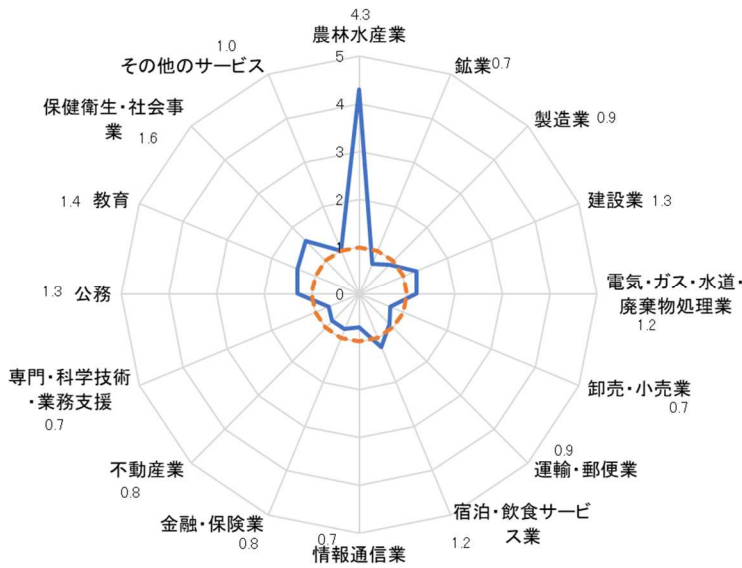 4.3
農林水産業
鉱業0.7
製造業 0.9
建設業 1.3
電気・ガス・水道・
廃棄物処理業
1.2
卸売・小売業
0.7
0.9
運輸・郵便業
宿泊・飲食サービ
ス業
1.2
0.7
情報通信業
金融・保険業
0.8
不動産業
0.8
専門・科学技術
・業務支援
0.7
1.3 公務
1.4 教育
保健衛生・社会事
業 1.6
1.0
その他のサービス
5
4
3
2
1
0